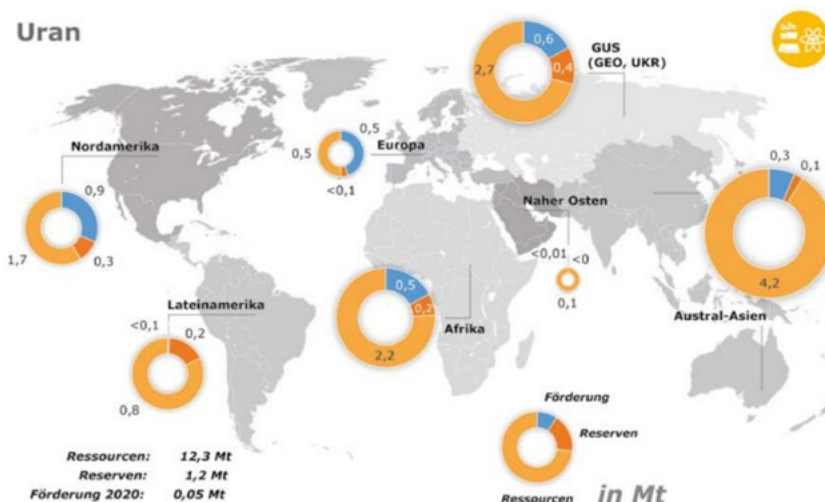 Uran
0,6
0,4
2,7
GUS
(GEO, UKR)
Nordamerika
0,9
0,3
1,7
0,5
0,5
<0,1
Europa
Naher Osten
<0,01
<0
0,1
0,3
0,1
4,2
Austral-Asien
Lateinamerika
<0,1
0,2
0,8
0,5
0,2
2,2
Afrika
Förderung
Reserven
Ressourcen
in Mt
Ressourcen: 12,3 Mt
Reserven: 1,2 Mt
Förderung 2020: 0,05 Mt